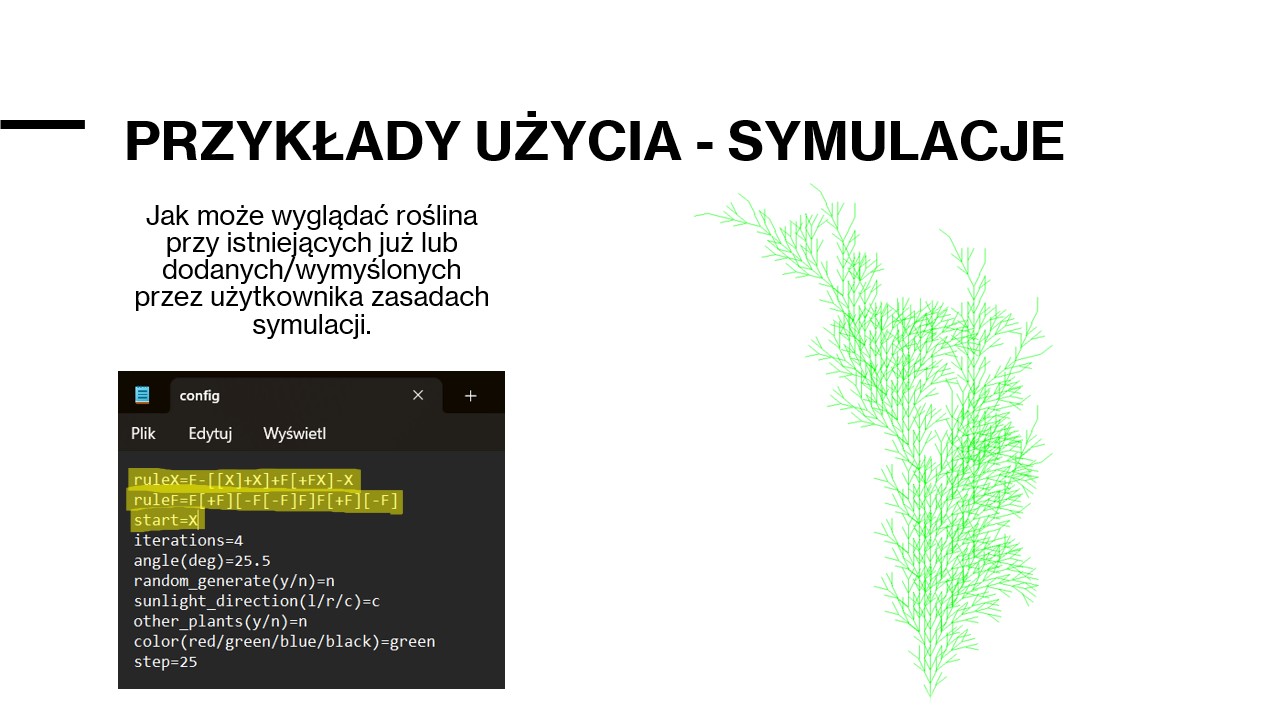 PRZYKŁADY UŻYCIA - SYMULACJE
Jak może wyglądać roślina
przy istniejących już lub
dodanych/wymyślonych
przez użytkownika zasadach
symulacji.
config
Plik Edytuj Wyświetl
ruleX=F-[[X]+X]+F[+FX]-X
ruleF=F[+F][-F[-F]F]F[+F][-F]
start=X
iterations=4
angle(deg)=25.5
random_generate(y/n)=n
sunlight_direction(l/r/c)=c
other_plants(y/n)=n
color(red/green/blue/black)=green
step=25